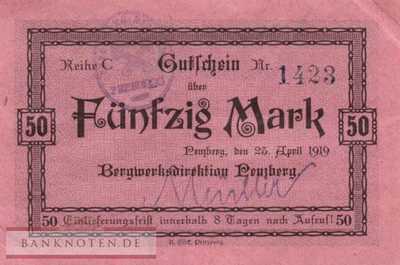 Reihe C Gutschein Nr. 1423
über
50 Fünfzig Mark 50
Penzberg, den 25. April 1919
Bergwerksdirektion Penzberg.
50 Einlieferungsfrist innerhalb 8 Tagen nach Aufruf! 50
Penzberg.
BANKNOTEN.DE